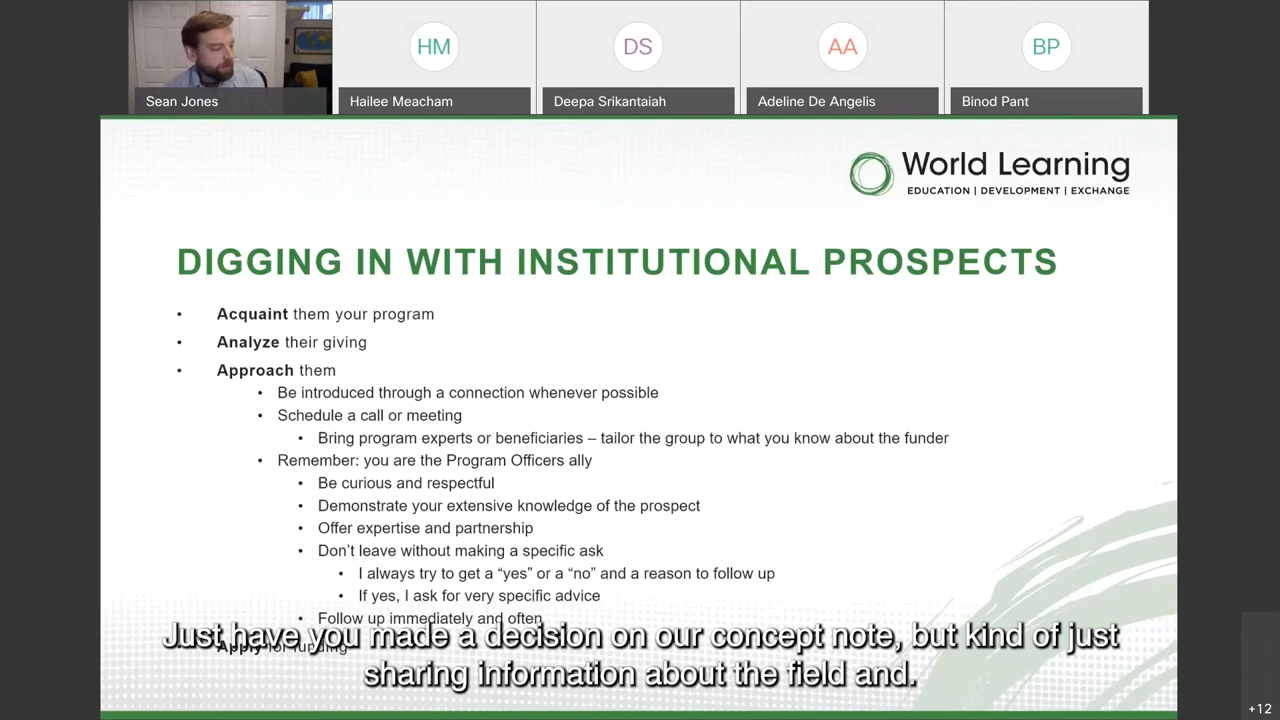 HM
DS
AA
BP
Sean Jones
Hailee Meacham
Deepa Srikantaiah
Adeline De Angelis
Binod Pant
World Learning
EDUCATION | DEVELOPMENT | EXCHANGE
DIGGING IN WITH INSTITUTIONAL PROSPECTS
• Acquaint them your program
• Analyze their giving
• Approach them
• Be introduced through a connection whenever possible
• Schedule a call or meeting
• Bring program experts or beneficiaries – tailor the group to what you know about the funder
• Remember: you are the Program Officers ally
• Be curious and respectful
• Demonstrate your extensive knowledge of the prospect
• Offer expertise and partnership
• Don't leave without making a specific ask
• I always try to get a “yes” or a “no” and a reason to follow up
• If yes, I ask for very specific advice
• Follow up immediately and often
• Apply for funding
Just, have you made a decision on our concept note, but kind of just
sharing information about the field and.
+12